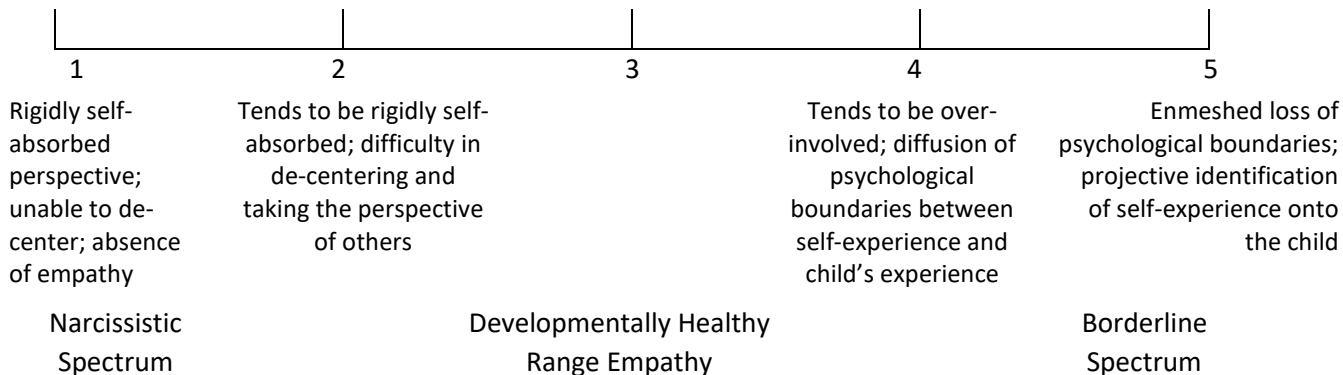 1 2 3 4 5
Rigidly self-
absorbed
perspective;
unable to de-
center; absence
of empathy
Tends to be rigidly self-
absorbed; difficulty in
de-centering and
taking the perspective
of others
Tends to be over-
involved; diffusion of
psychological
boundaries between
self-experience and
child’s experience
Enmeshed loss of
psychological boundaries;
projective identification
of self-experience onto
the child
Narcissistic
Spectrum
Developmentally Healthy
Range Empathy
Borderline
Spectrum